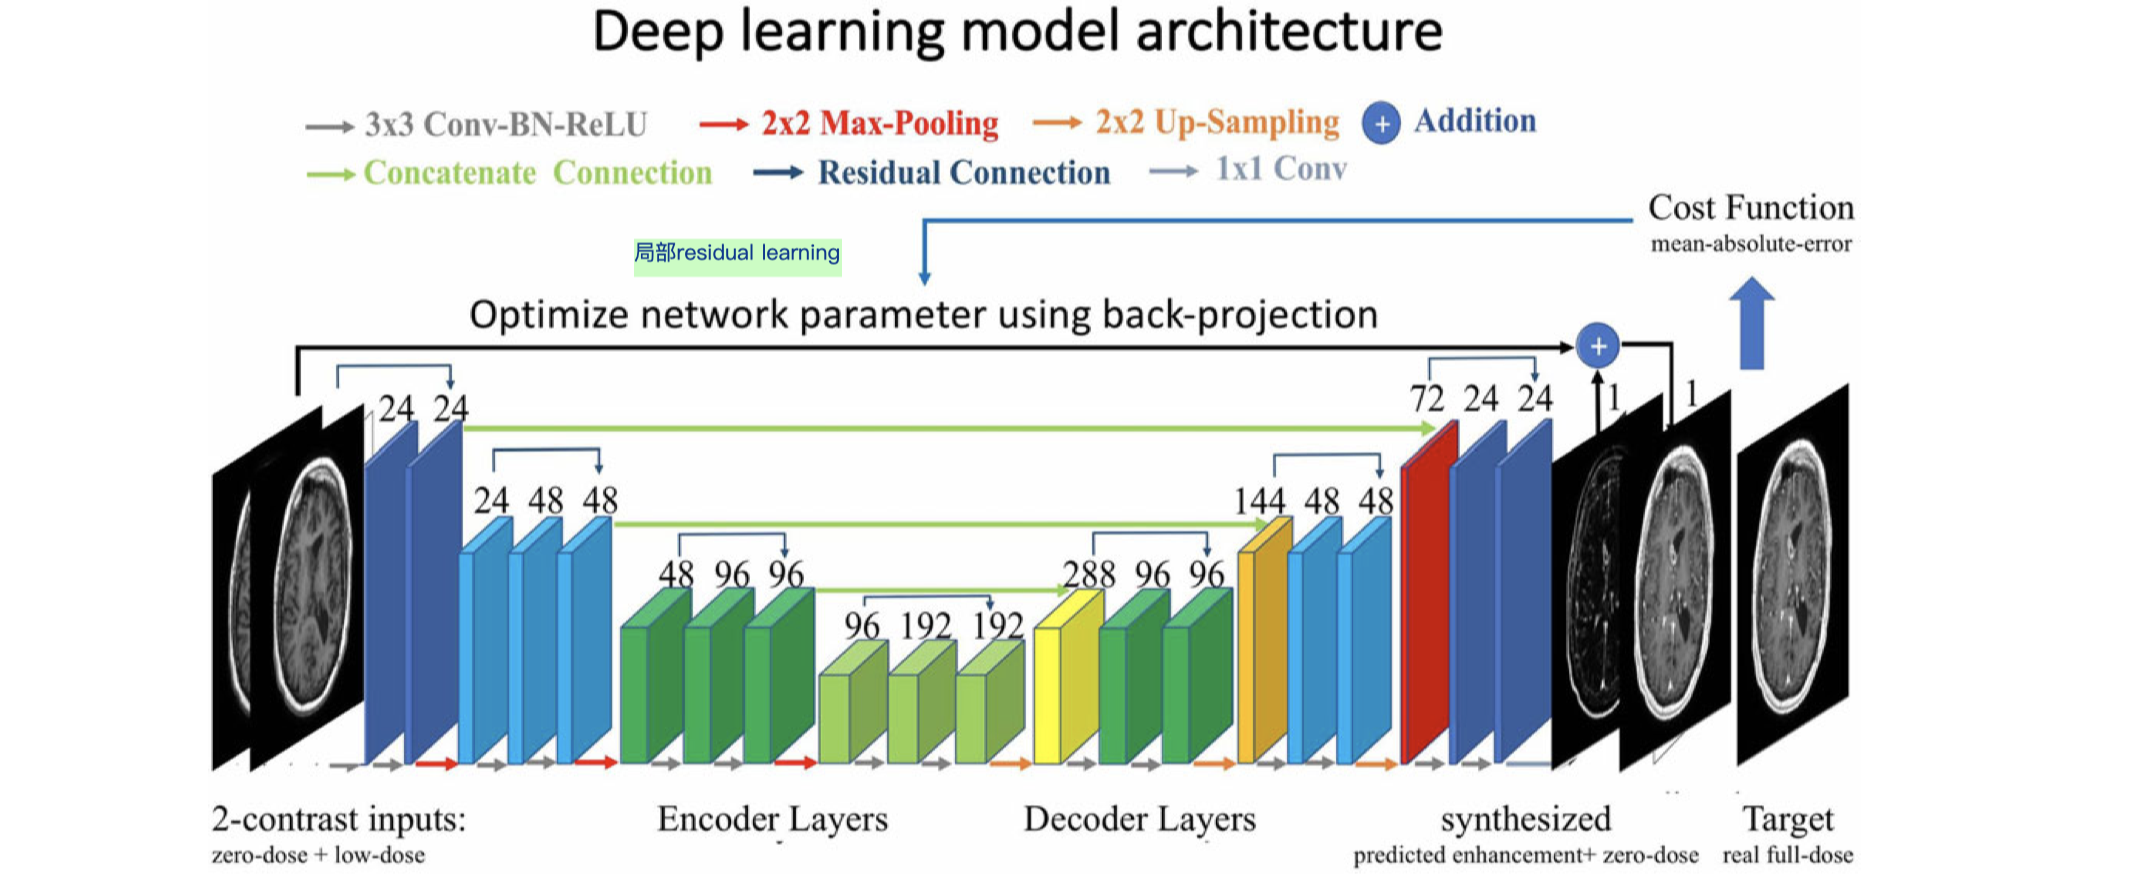 Deep learning model architecture
3x3 Conv-BN-ReLU 2x2 Max-Pooling 2x2 Up-Sampling + Addition
Concatenate Connection Residual Connection 1x1 Conv
Cost Function
mean-absolute-error
局部residual learning
Optimize network parameter using back-projection
+
24 24
24 48 48
48 96 96
96 192 192
288 96 96
144 48 48
72 24 24
1
1
2-contrast inputs:
zero-dose + low-dose
Encoder Layers
Decoder Layers
synthesized
predicted enhancement+ zero-dose
Target
real full-dose